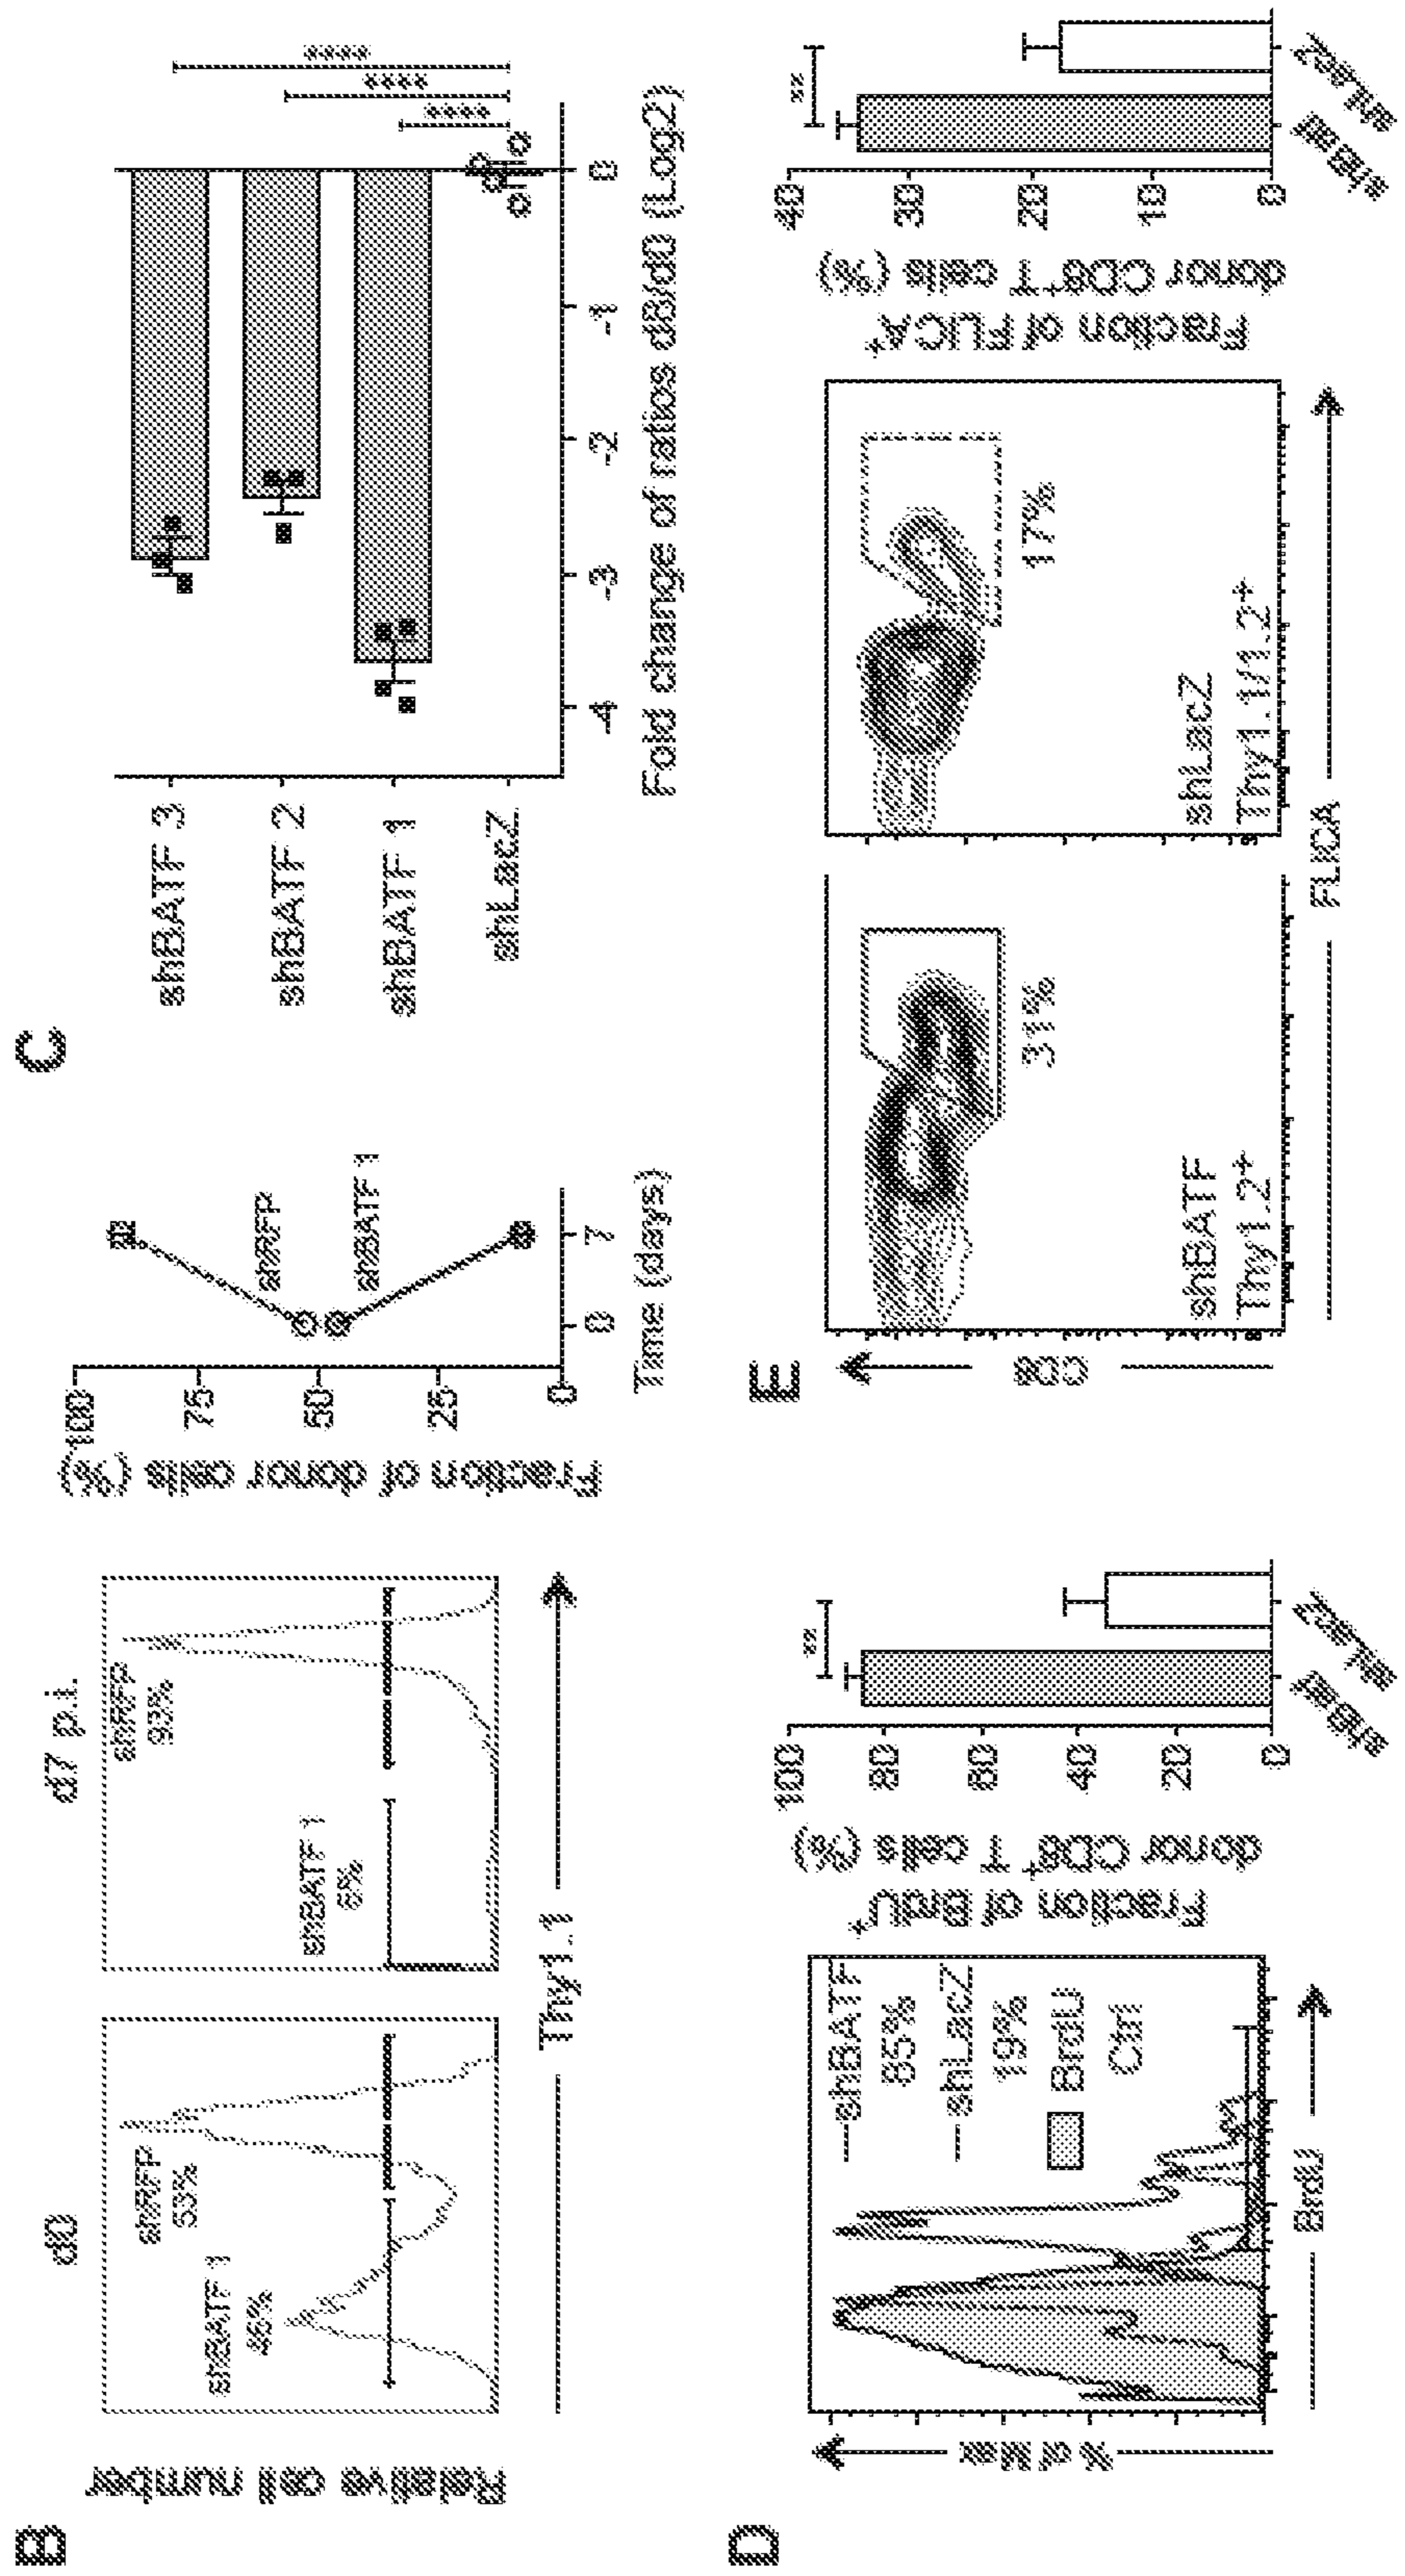 B
Relative cell number
d0
shBATF 1
46%
shRFP
53%
d7 p.i.
shBATF 1
6%
shRFP
93%
Thy1.1
Fraction of donor cells (%)
100
75
50
25
0
shRFP
shBATF 1
0
7
Time (days)
C
shBATF 3
shBATF 2
shBATF 1
shLacZ
****
****
****
-4
-3
-2
-1
0
Fold change of ratios d8/d0 (Log2)
D
% of Max
shBATF
85%
shLacZ
19%
BrdU
Ctrl
BrdU
Fraction of BrdU+
donor CD8+ T cells (%)
100
80
60
40
20
0
**
shBatf
shLacZ
E
CD8
31%
shBATF
Thy1.2+
17%
shLacZ
Thy1.1/1.2+
FLICA
Fraction of FLICA+
donor CD8+ T cells (%)
40
30
20
10
0
**
shBatf
shLacZ